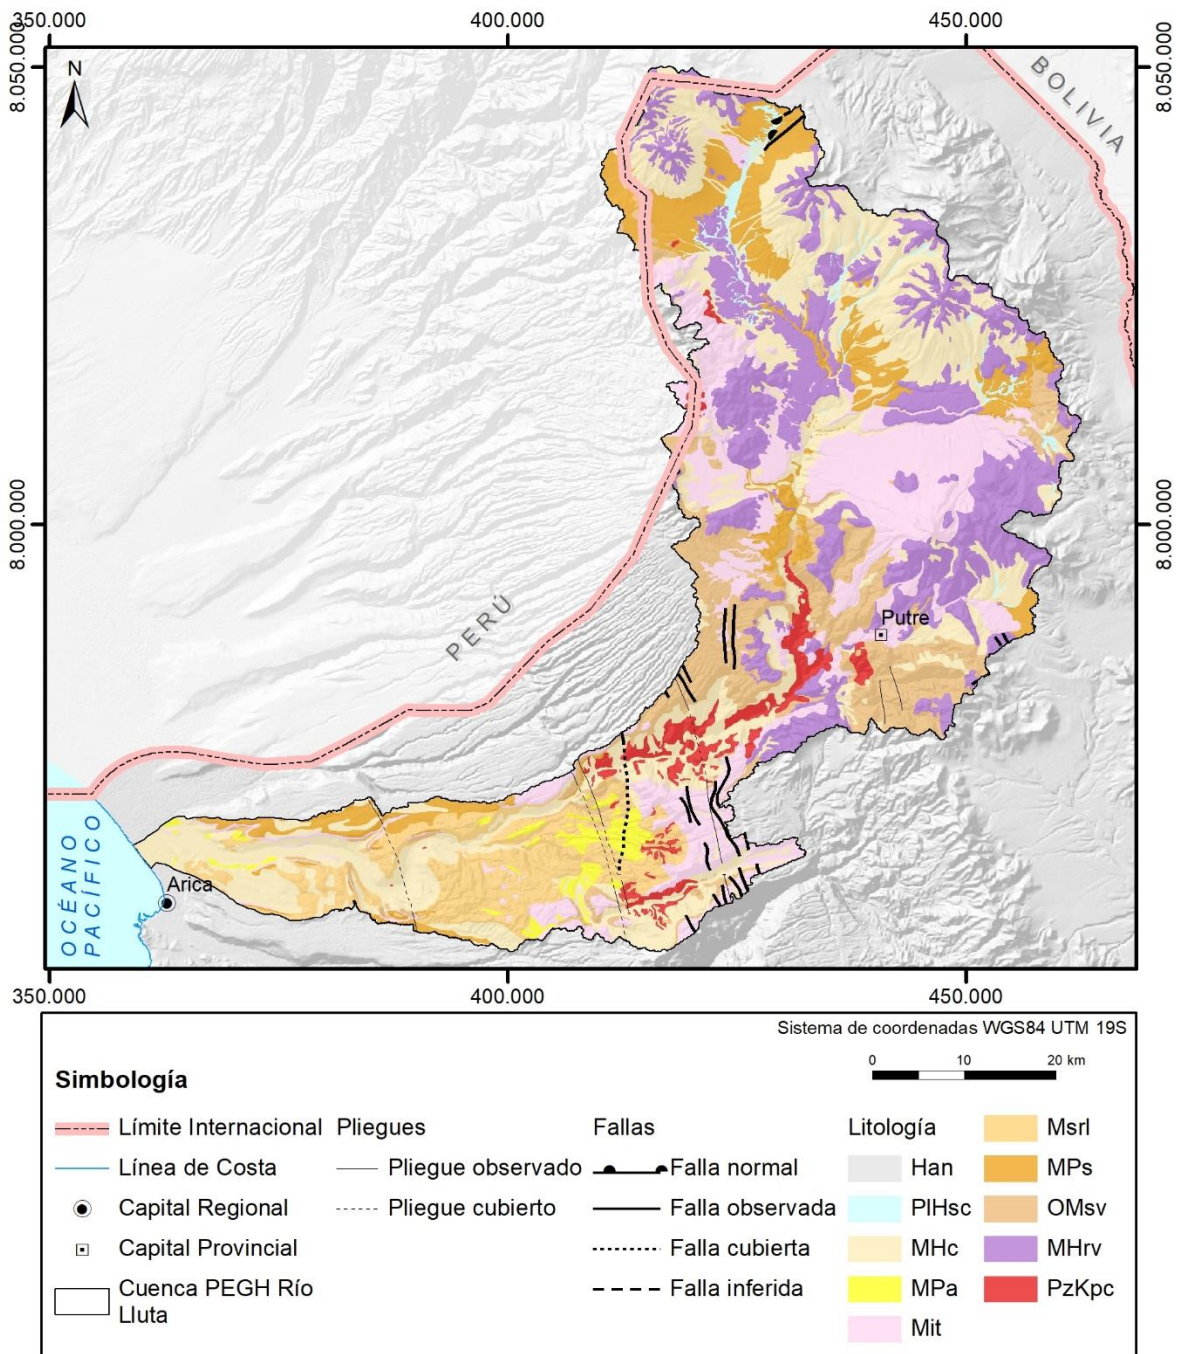 350.000 400.000 450.000
8.050.000
8.050.000
N
BOLIVIA
8.000.000
8.000.000
Putre
PERÚ
OCÉANO
PACÍFICO
Arica
350.000 400.000 450.000
Sistema de coordenadas WGS84 UTM 19S
0 10 20 km
Simbología
Límite Internacional
Línea de Costa
Capital Regional
Capital Provincial
Cuenca PEGH Río
Lluta
Pliegues
Pliegue observado
Pliegue cubierto
Fallas
Falla normal
Falla observada
Falla cubierta
Falla inferida
Litología
Han
PlHsc
MHc
MPa
Mit
Msrl
MPs
OMsv
MHrv
PzKpc